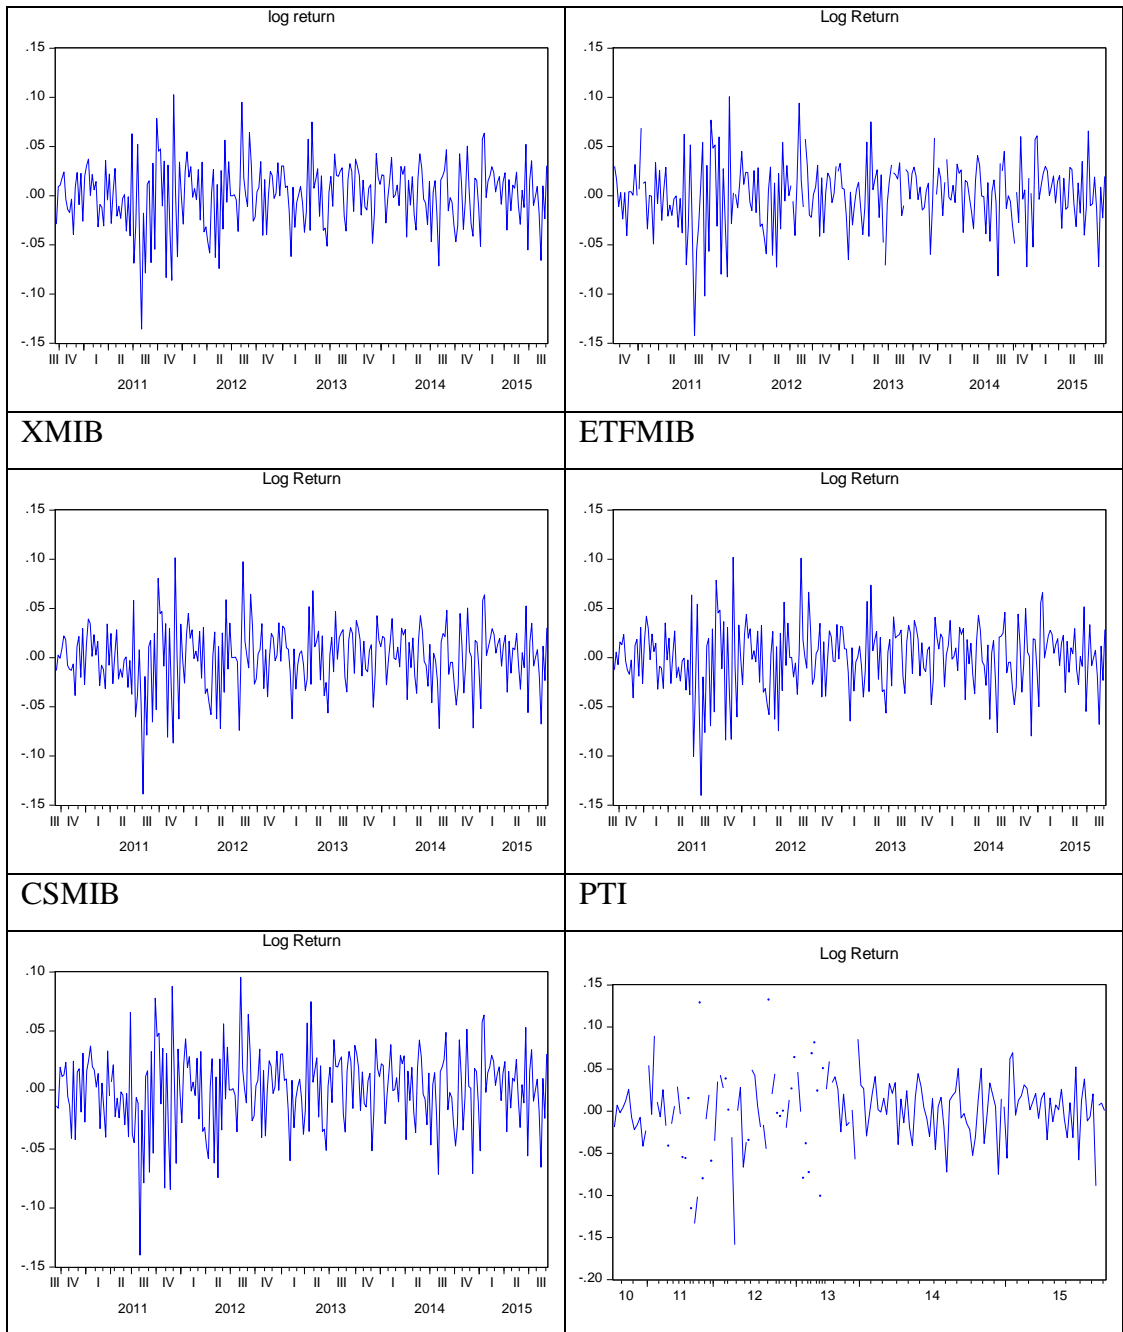 log return
.15
.10
.05
.00
-.05
-.10
-.15
III IV I II III IV I II III IV I II III IV I II III IV I II III
2011 2012 2013 2014 2015
Log Return
.15
.10
.05
.00
-.05
-.10
-.15
IV I II III IV I II III IV I II III IV I II III IV I II III
2011 2012 2013 2014 2015
XMIB
ETFMIB
Log Return
.15
.10
.05
.00
-.05
-.10
-.15
III IV I II III IV I II III IV I II III IV I II III IV I II III
2011 2012 2013 2014 2015
Log Return
.15
.10
.05
.00
-.05
-.10
-.15
III IV I II III IV I II III IV I II III IV I II III IV I II III
2011 2012 2013 2014 2015
CSMIB
PTI
Log Return
.10
.05
.00
-.05
-.10
-.15
III IV I II III IV I II III IV I II III IV I II III IV I II III
2011 2012 2013 2014 2015
Log Return
.15
.10
.05
.00
-.05
-.10
-.15
-.20
10 11 12 13 14 15